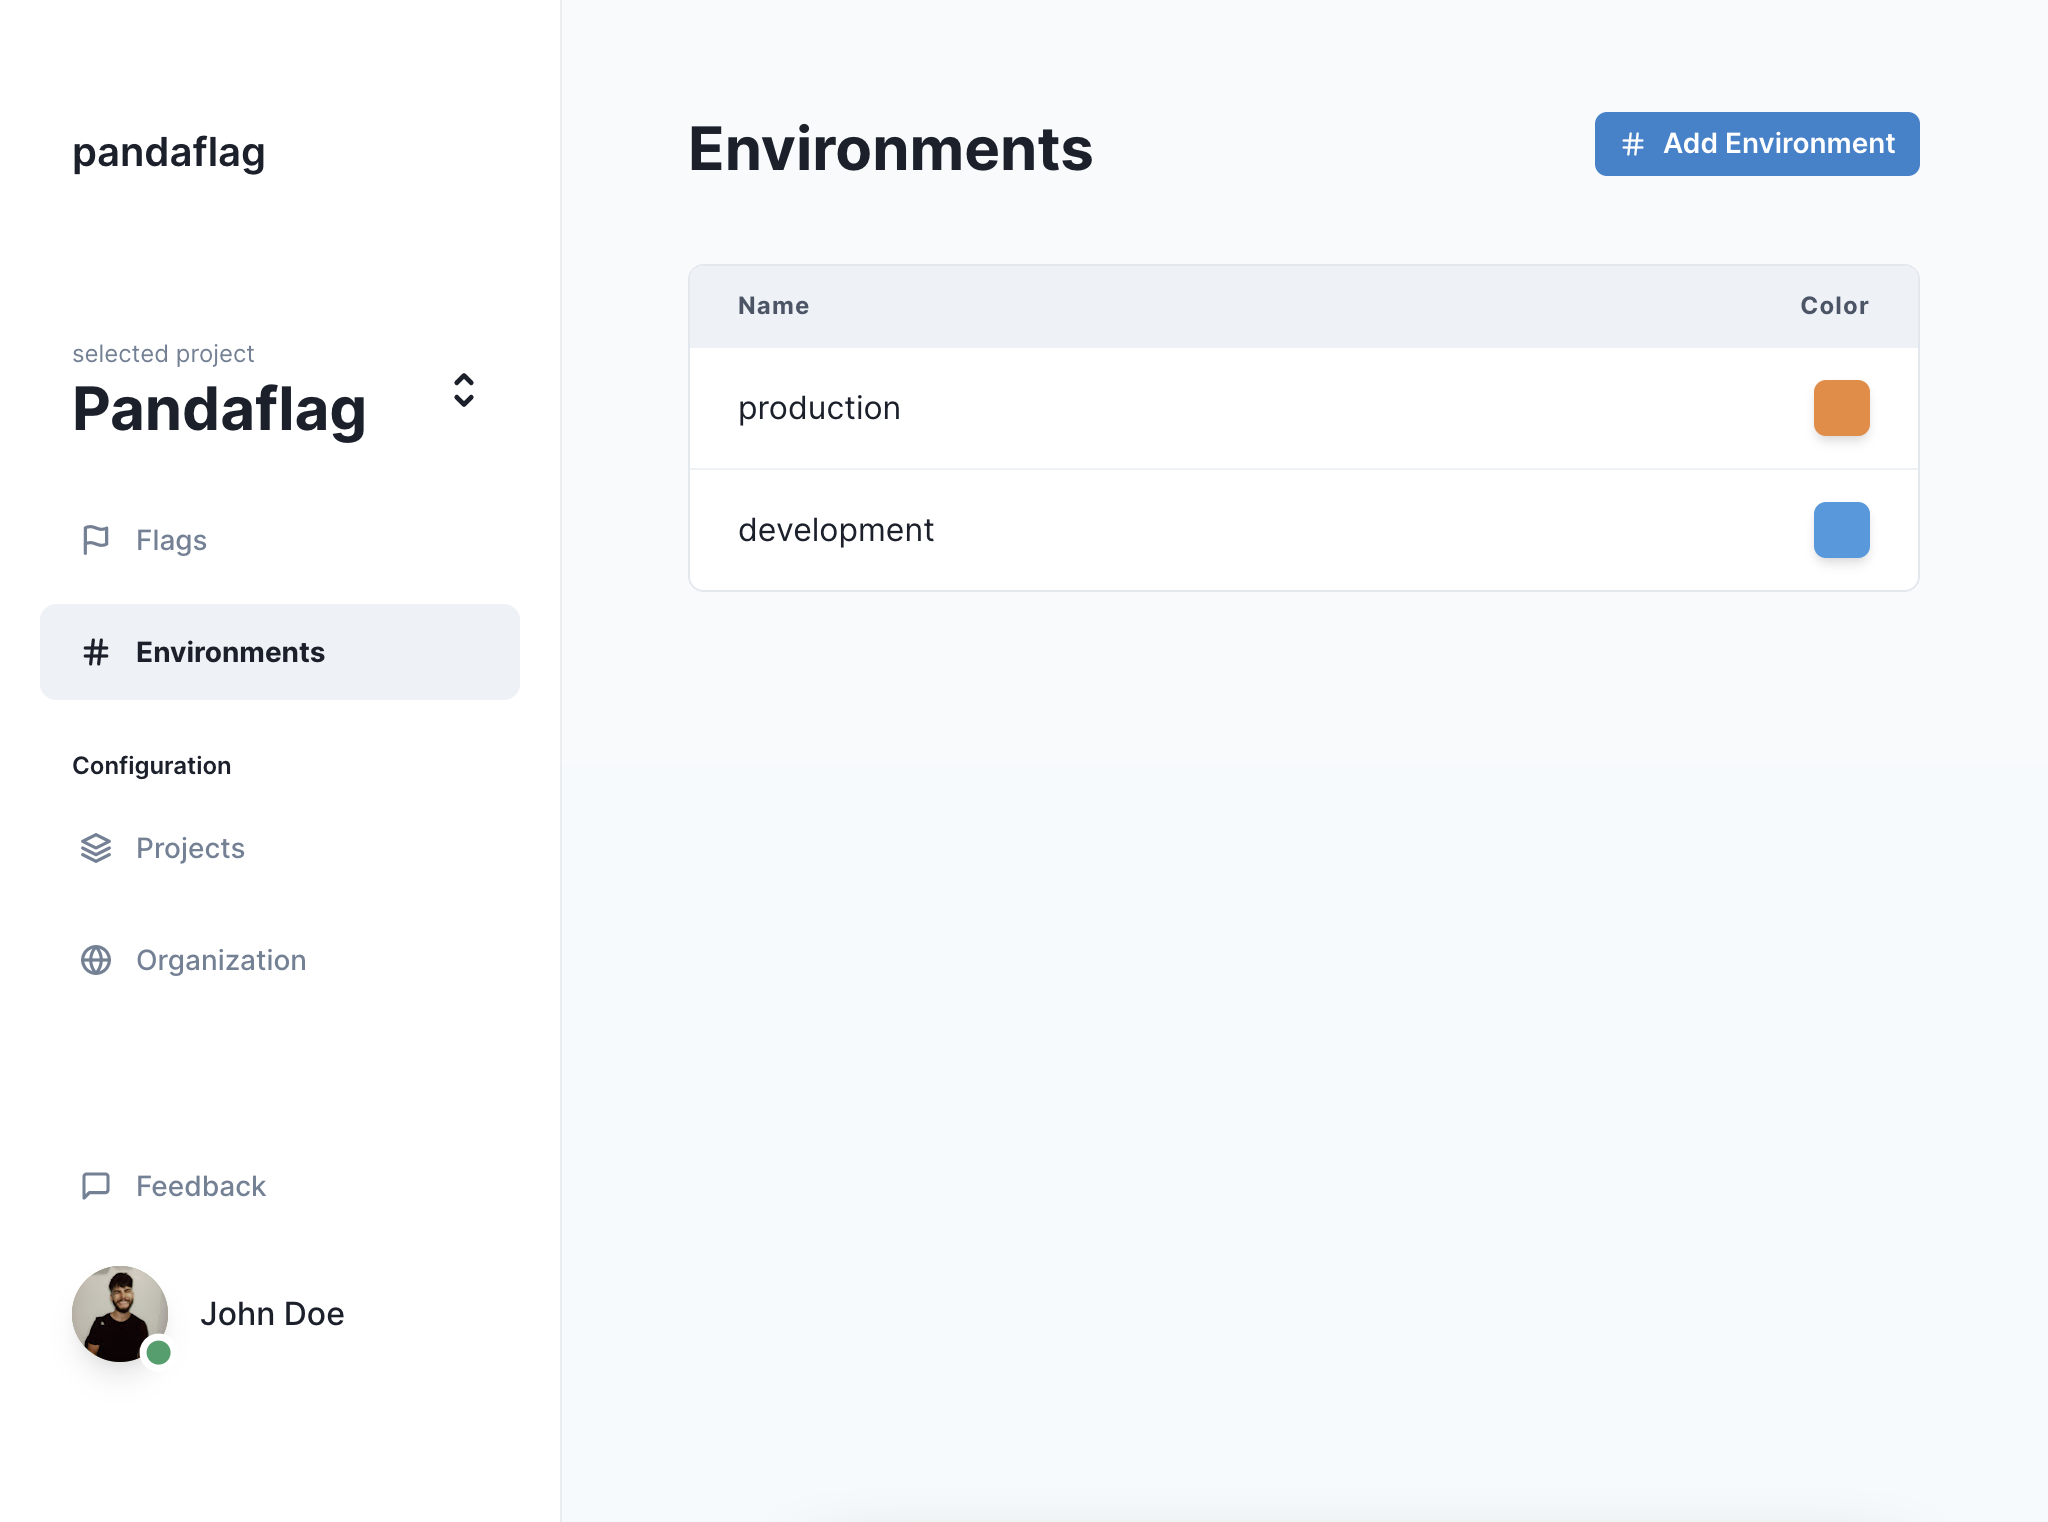 pandaflag
selected project
Pandaflag
Flags
Environments
Configuration
Projects
Organization
Feedback
John Doe
Environments
Add Environment
Name Color
production
development